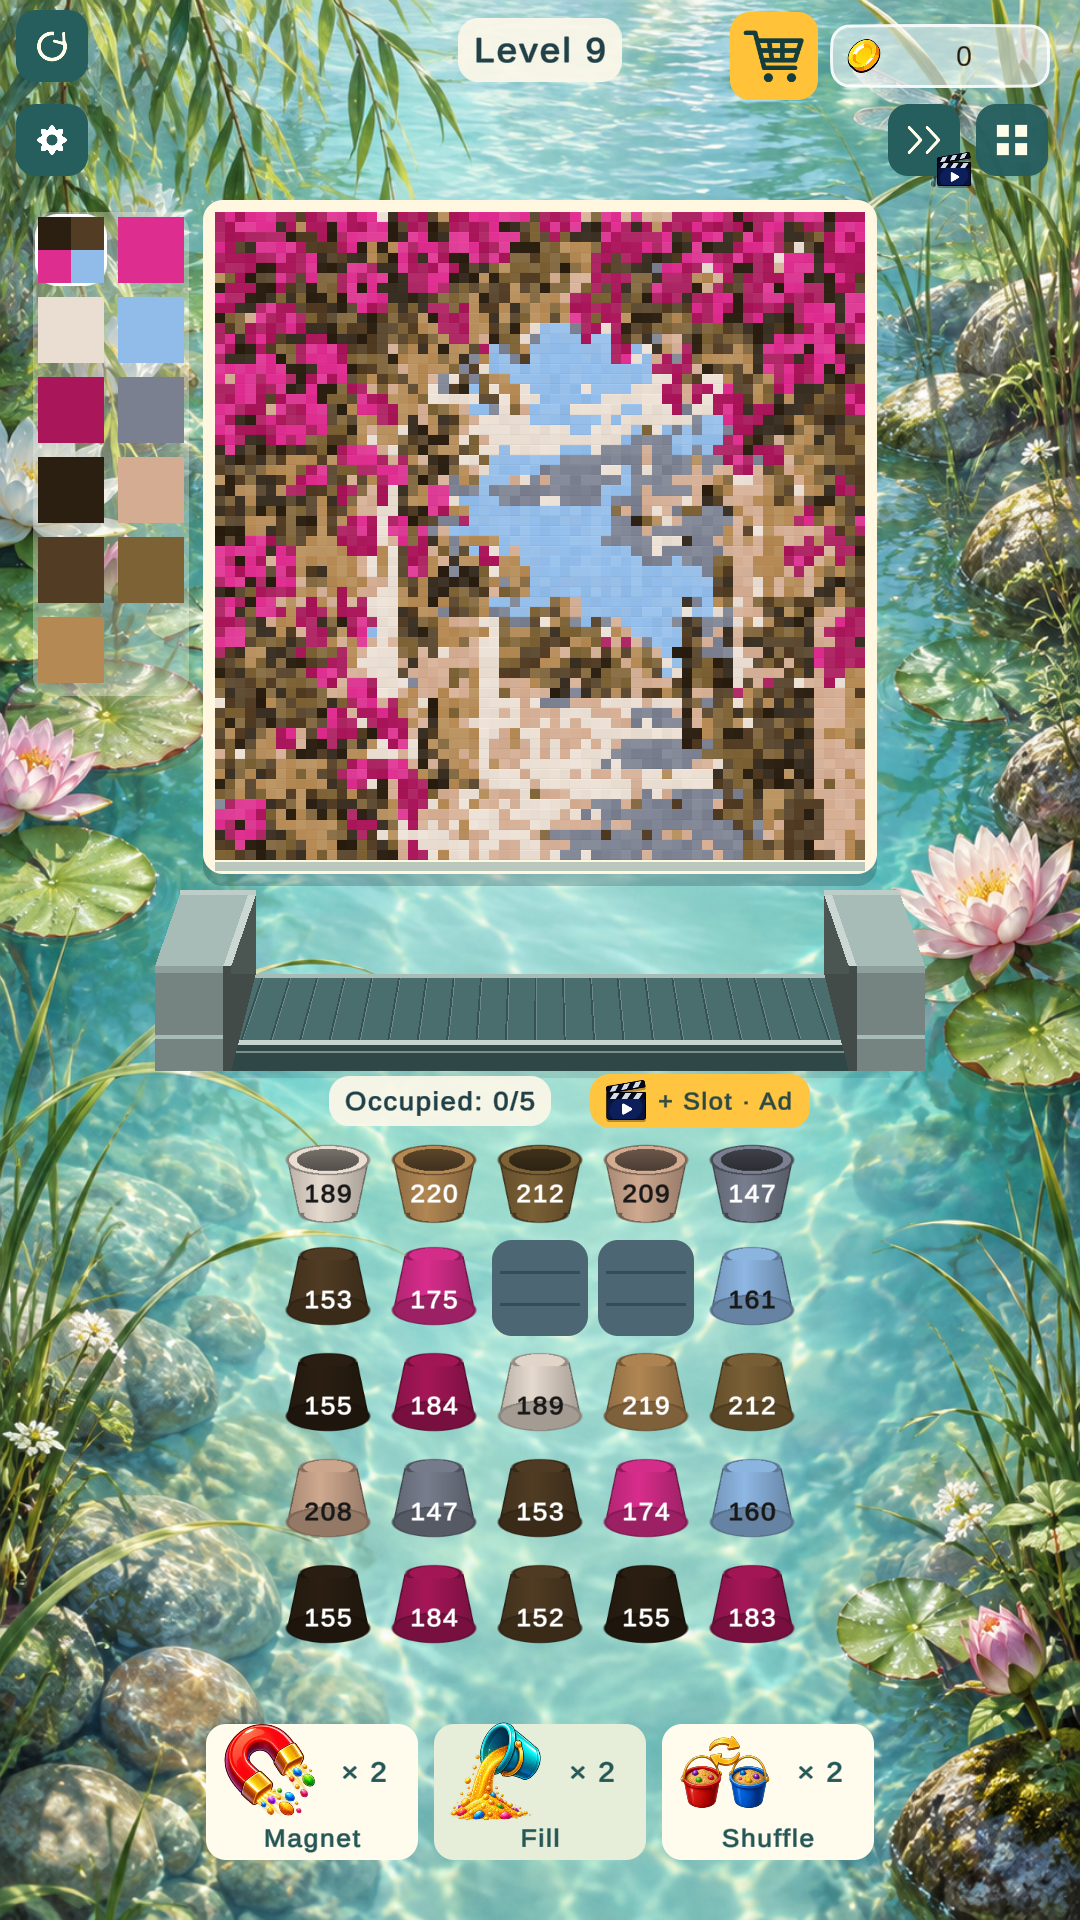 Level 9
0
Occupied: 0/5
+ Slot · Ad
189 220 212 209 147
153 175 161
155 184 189 219 212
208 147 153 174 160
155 184 152 155 183
× 2 × 2 × 2
Magnet Fill Shuffle